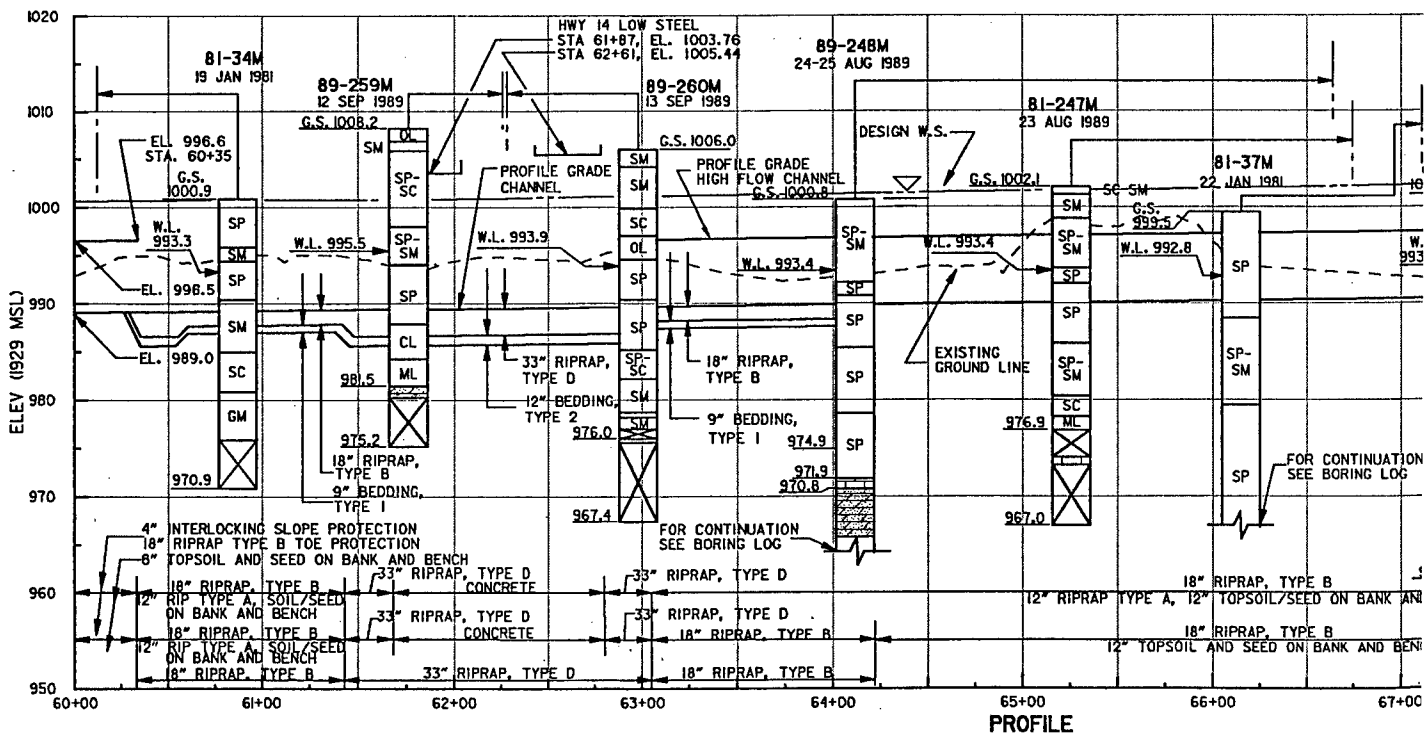 1020
1015
1010
1005
1000
995
990
985
980
975
970
965
960
955
950
ELEV (1929 MSL)
81-34M
19 JAN 1981
EL. 996.6
STA. 60+35
G.S.
1000.9
W.L.
993.3
EL. 996.5
EL. 989.0
SP
SM
SP
SM
SC
GM
970.9
89-259M
12 SEP 1989
G.S. 1008.2
OL
SM
SP-
SC
SP-
SM
SP
CL
ML
W.L. 995.5
981.5
975.2
18" RIPRAP,
TYPE B
9" BEDDING,
TYPE I
HWY 14 LOW STEEL
STA 61+87, EL. 1003.76
STA 62+61, EL. 1005.44
PROFILE GRADE
CHANNEL
W.L. 993.9
33" RIPRAP,
TYPE D
12" BEDDING,
TYPE 2
89-260M
13 SEP 1989
G.S. 1006.0
SM
SM
SC
OL
SP
SP
SP-
SC
SM
SM
976.0
967.4
PROFILE GRADE
HIGH FLOW CHANNEL
18" RIPRAP,
TYPE B
9" BEDDING,
TYPE I
89-248M
24-25 AUG 1989
G.S. 1000.8
W.L. 993.4
SP-
SM
SP
SP
SP
SP
974.9
971.9
970.8
FOR CONTINUATION
SEE BORING LOG
DESIGN W.S.
EXISTING
GROUND LINE
81-247M
23 AUG 1989
G.S. 1002.1
SC-SM
W.L. 993.4
SM
SP-
SM
SP
SP
SP-
SM
SC
ML
976.9
967.0
81-37M
22 JAN 1981
G.S.
999.5
W.L. 992.8
SP
SP-
SM
SP
FOR CONTINUATION
SEE BORING LOG
10
W.
993
4" INTERLOCKING SLOPE PROTECTION
18" RIPRAP TYPE B TOE PROTECTION
6" TOPSOIL AND SEED ON BANK AND BENCH
18" RIPRAP, TYPE B
12" RIP TYPE A, SOIL/SEED
ON BANK AND BENCH
33" RIPRAP, TYPE D
CONCRETE
33" RIPRAP, TYPE D
18" RIPRAP, TYPE B
12" RIPRAP TYPE A, 12" TOPSOIL/SEED ON BANK AND
18" RIPRAP, TYPE B
12" RIP TYPE A, SOIL/SEED
ON BANK AND BENCH
33" RIPRAP, TYPE D
CONCRETE
33" RIPRAP, TYPE D
18" RIPRAP, TYPE B
18" RIPRAP, TYPE B
12" TOPSOIL AND SEED ON BANK AND BEN
18" RIPRAP, TYPE B
33" RIPRAP, TYPE D
18" RIPRAP, TYPE B
60+00
61+00
62+00
63+00
64+00
65+00
66+00
67+00
PROFILE